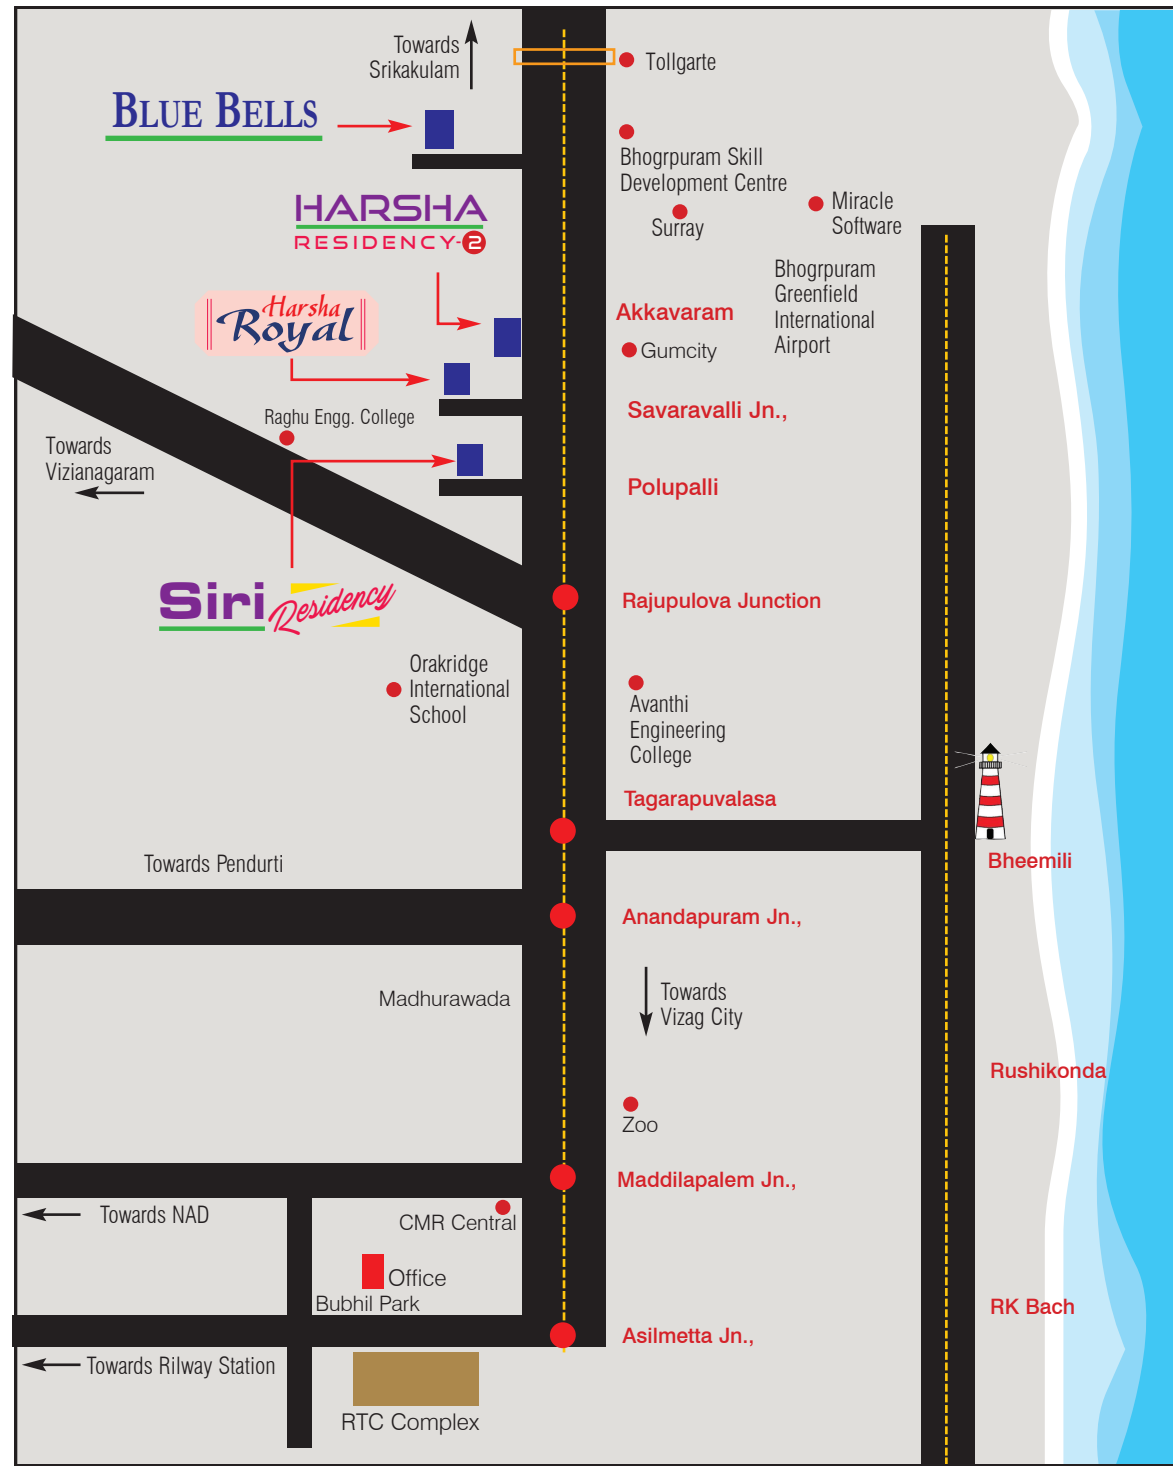 Towards
Srikakulam
Tollgarte
BLUE BELLS
Bhogrpuram Skill
Development Centre
Surray
Miracle
Software
HARSHA
RESIDENCY-2
Bhogrpuram
Greenfield
International
Airport
Harsha
Royal
Akkavaram
Gumcity
Raghu Engg. College
Savaravalli Jn.,
Towards
Vizianagaram
Polupalli
Siri Residency
Rajupulova Junction
Orakridge
International
School
Avanthi
Engineering
College
Tagarapuvalasa
Towards Pendurti
Bheemili
Anandapuram Jn.,
Madhurawada
Towards
Vizag City
Rushikonda
Zoo
Maddilapalem Jn.,
Towards NAD
CMR Central
Office
Bubhil Park
RK Bach
Asilmetta Jn.,
Towards Rilway Station
RTC Complex